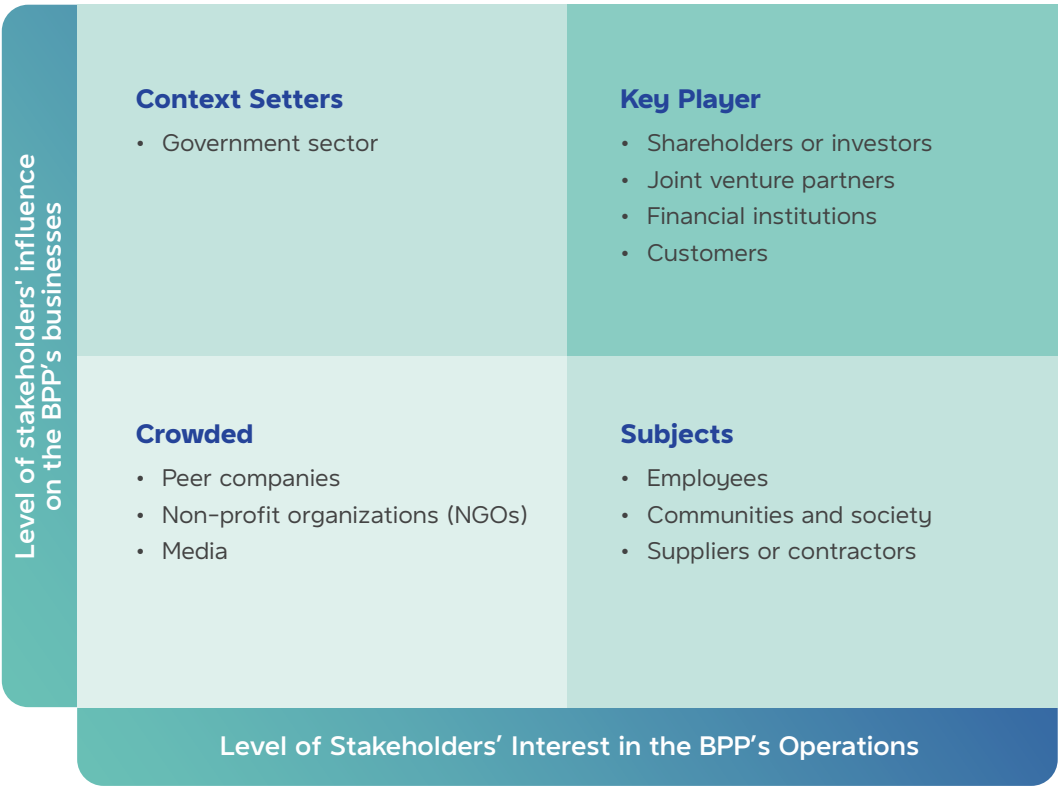 Level of stakeholders' influence
on the BPP's businesses
Context Setters
• Government sector
Key Player
• Shareholders or investors
• Joint venture partners
• Financial institutions
• Customers
Crowded
• Peer companies
• Non-profit organizations (NGOs)
• Media
Subjects
• Employees
• Communities and society
• Suppliers or contractors
Level of Stakeholders’ Interest in the BPP’s Operations